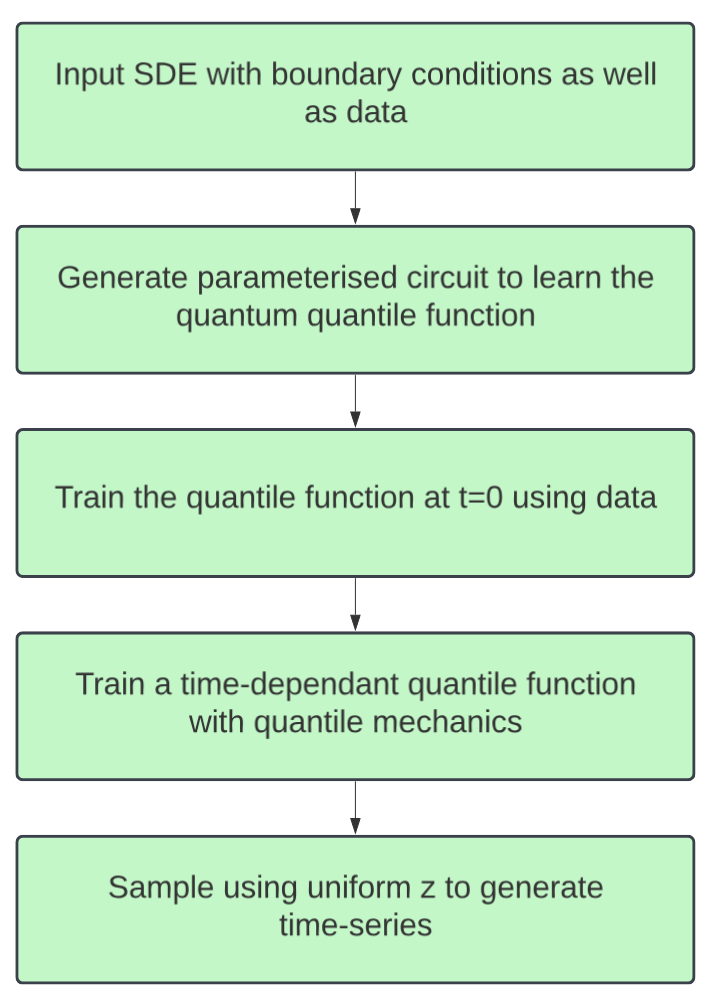 Input SDE with boundary conditions as well
as data
Generate parameterised circuit to learn the
quantum quantile function
Train the quantile function at t=0 using data
Train a time-dependant quantile function
with quantile mechanics
Sample using uniform z to generate
time-series